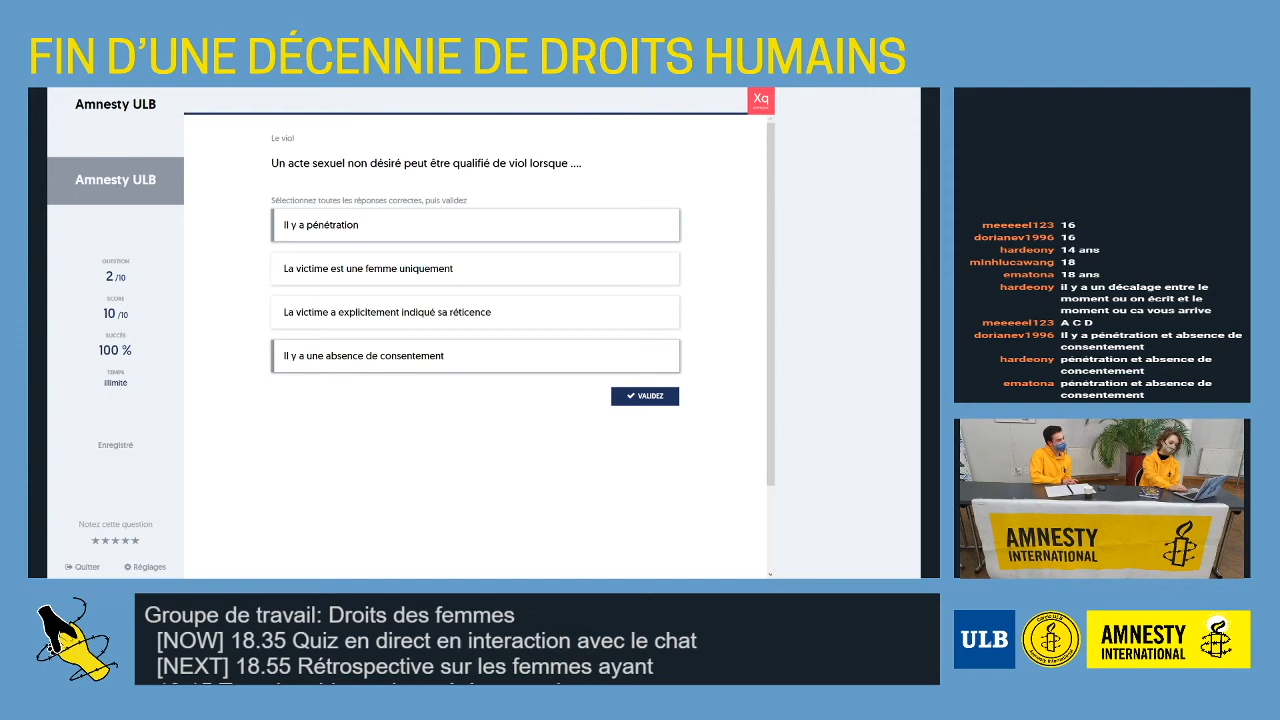 FIN D’UNE DÉCENNIE DE DROITS HUMAINS
Amnesty ULB
Xq
Amnesty ULB
QUESTION
2 /10
SCORE
10 /10
SUCCÈS
100 %
TEMPS
illimité
Enregistré
Notez cette question
★★★★★
Quitter
Réglages
Le viol
Un acte sexuel non désiré peut être qualifié de viol lorsque ....
Sélectionnez toutes les réponses correctes, puis validez
Il y a pénétration
La victime est une femme uniquement
La victime a explicitement indiqué sa réticence
Il y a une absence de consentement
VALIDEZ
meeeeel123 16
dorianev1996 16
hardeony 14 ans
minhlucawang 18
ematona 18 ans
hardeony il y a un décalage entre le
moment ou on écrit et le
moment ou ca vous arrive
meeeeel123 A C D
dorianev1996 Il y a pénétration et absence de
consentement
hardeony pénétration et absence de
concentement
ematona pénétration et absence de
consentement
AMNESTY
INTERNATIONAL
Groupe de travail: Droits des femmes
[NOW] 18.35 Quiz en direct en interaction avec le chat
[NEXT] 18.55 Rétrospective sur les femmes ayant
ULB
AMNESTY
INTERNATIONAL